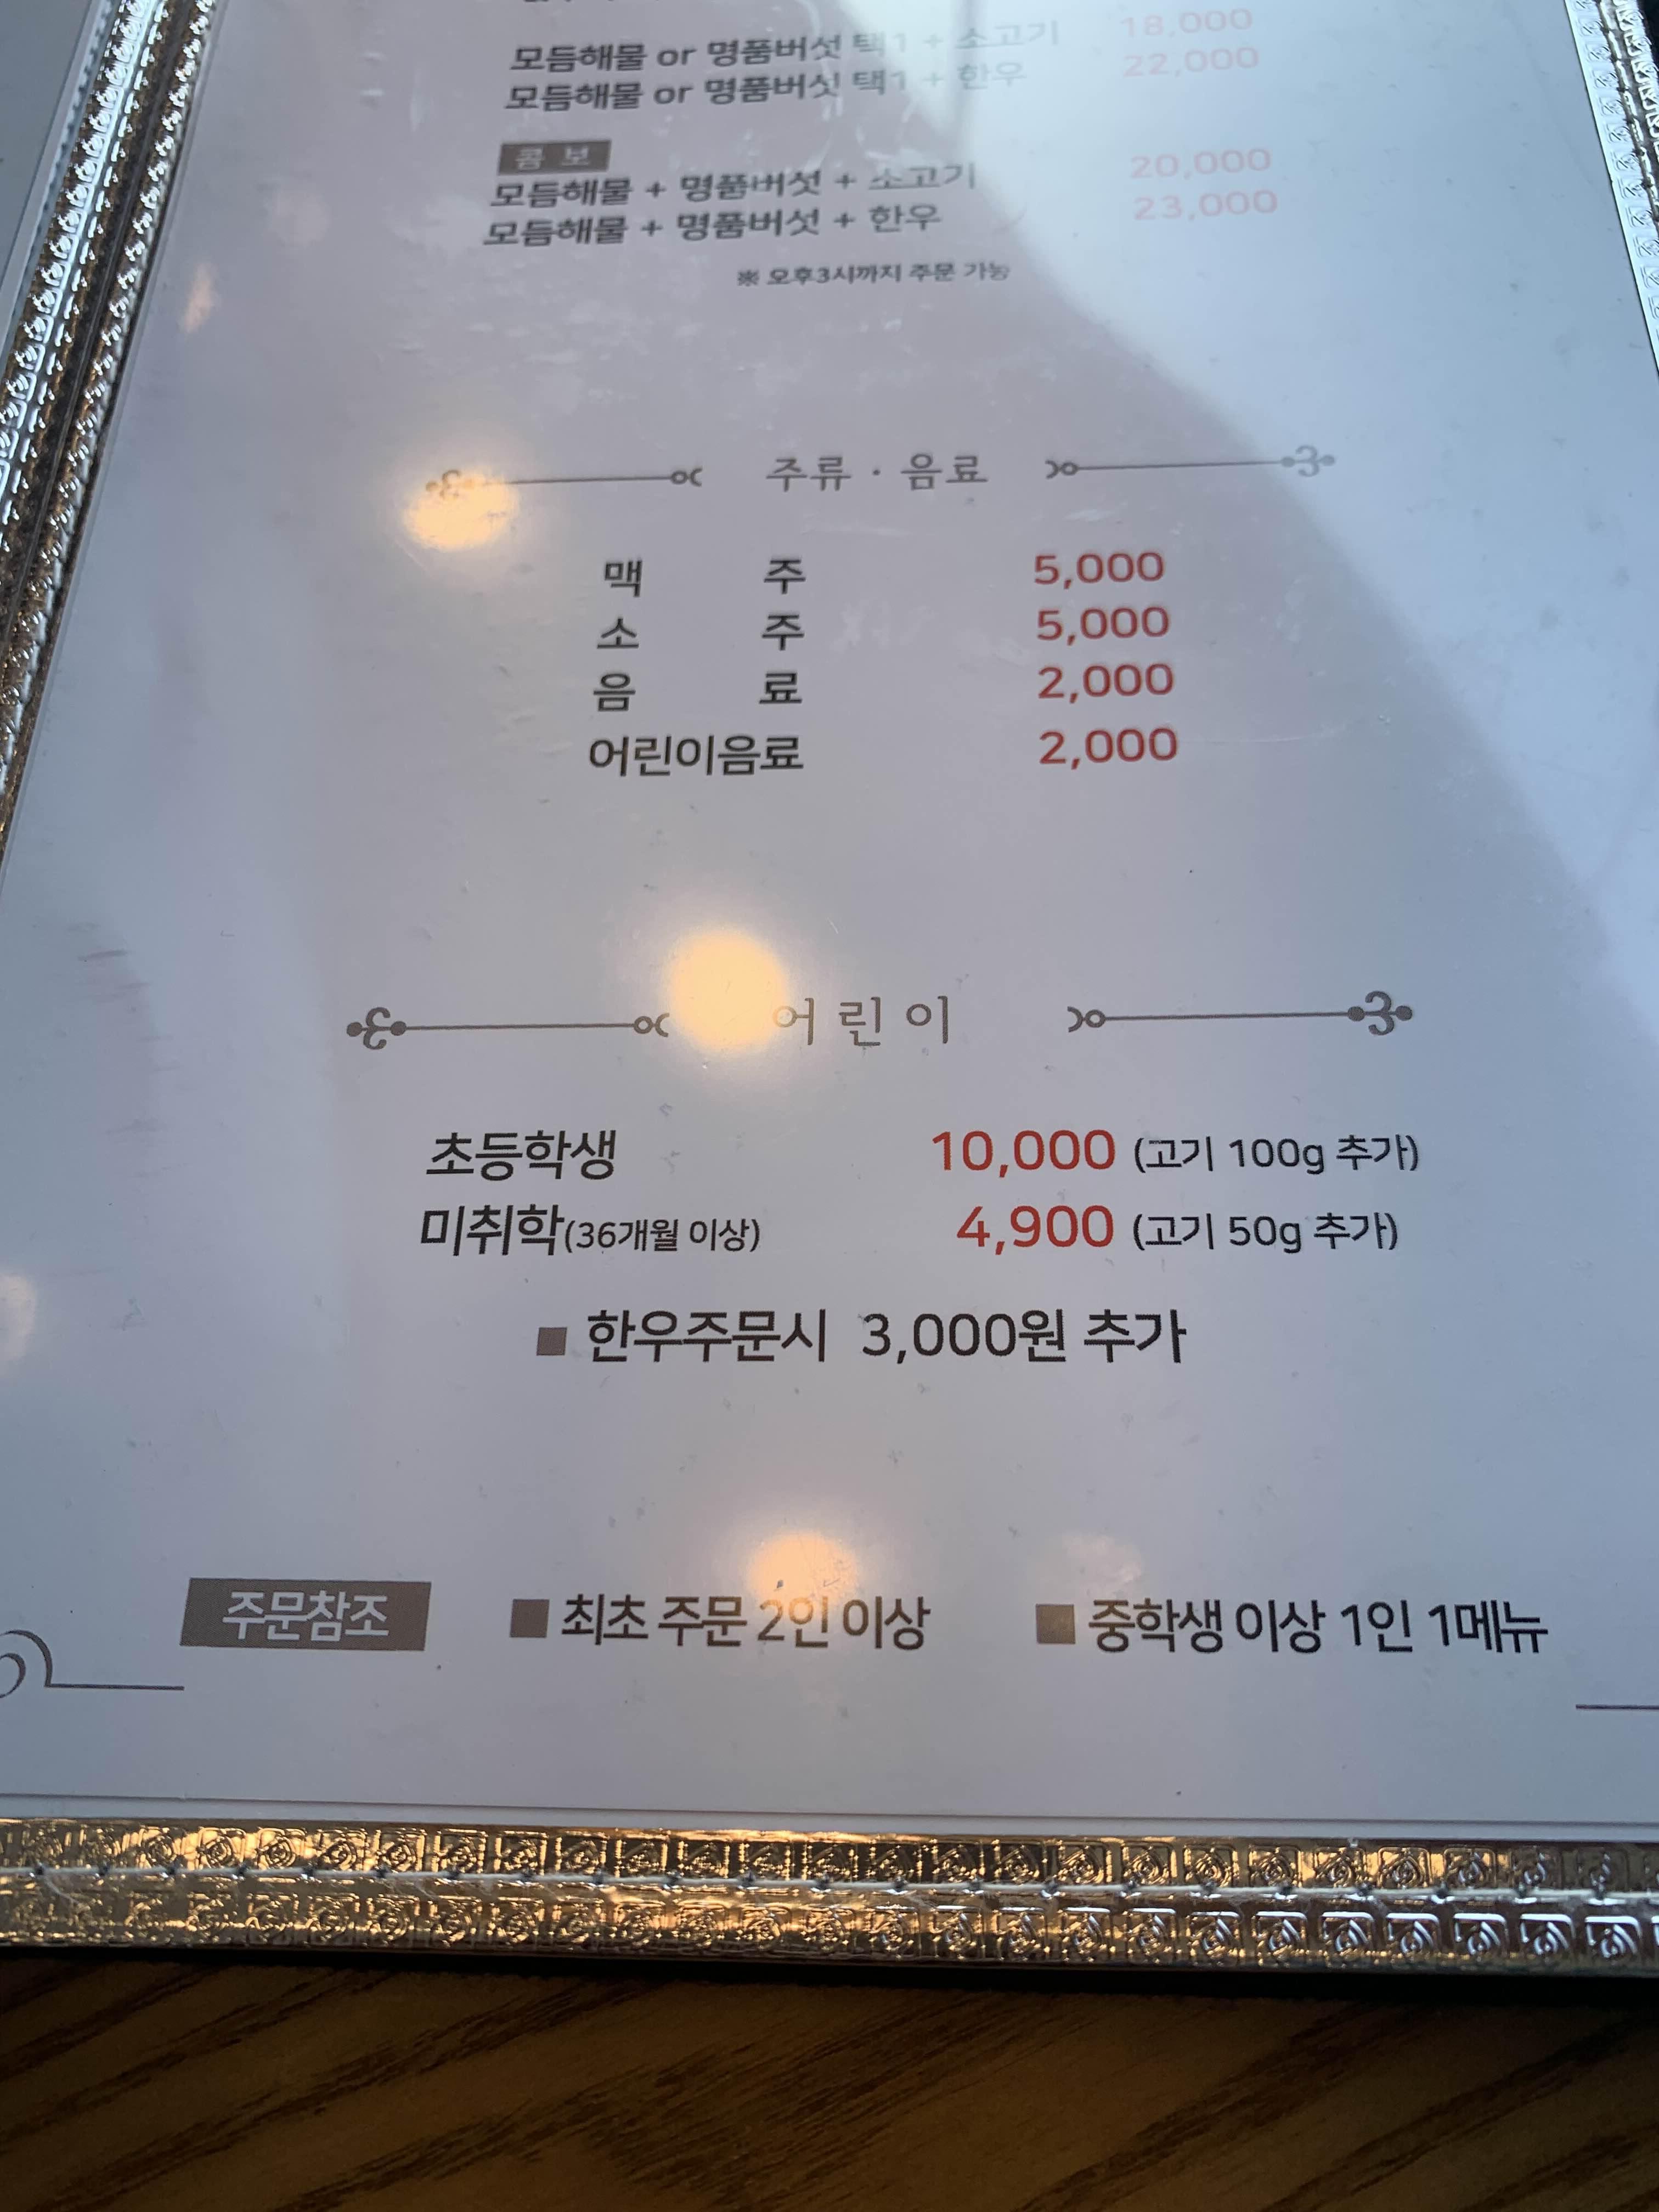 모듬해물 or 명품버섯 택1 + 소고기 18,000
모듬해물 or 명품버섯 택1 + 한우 22,000
콤 보
모듬해물 + 명품버섯 + 소고기 20,000
모듬해물 + 명품버섯 + 한우 23,000
※ 오후3시까지 주문 가능
주류 · 음료
맥 주 5,000
소 주 5,000
음 료 2,000
어린이음료 2,000
어린이
초등학생 10,000 (고기 100g 추가)
미취학(36개월 이상) 4,900 (고기 50g 추가)
■ 한우주문시 3,000원 추가
주문참조 ■ 최초 주문 2인 이상 ■ 중학생 이상 1인 1메뉴